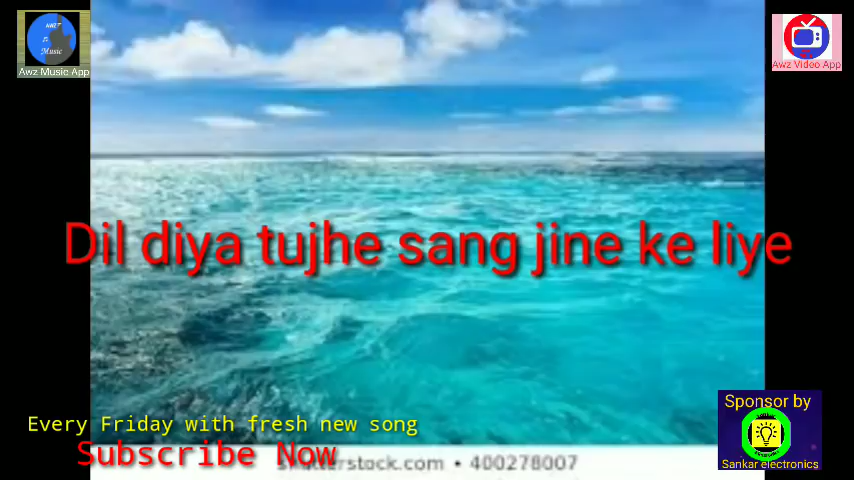 Music
Awz Music App
Awz Video App
Dil diya tujhe sang jine ke liye
Sponsor by
Sankar electronics
Every Friday with fresh new song
Subscribe Now
stock.com • 400278007